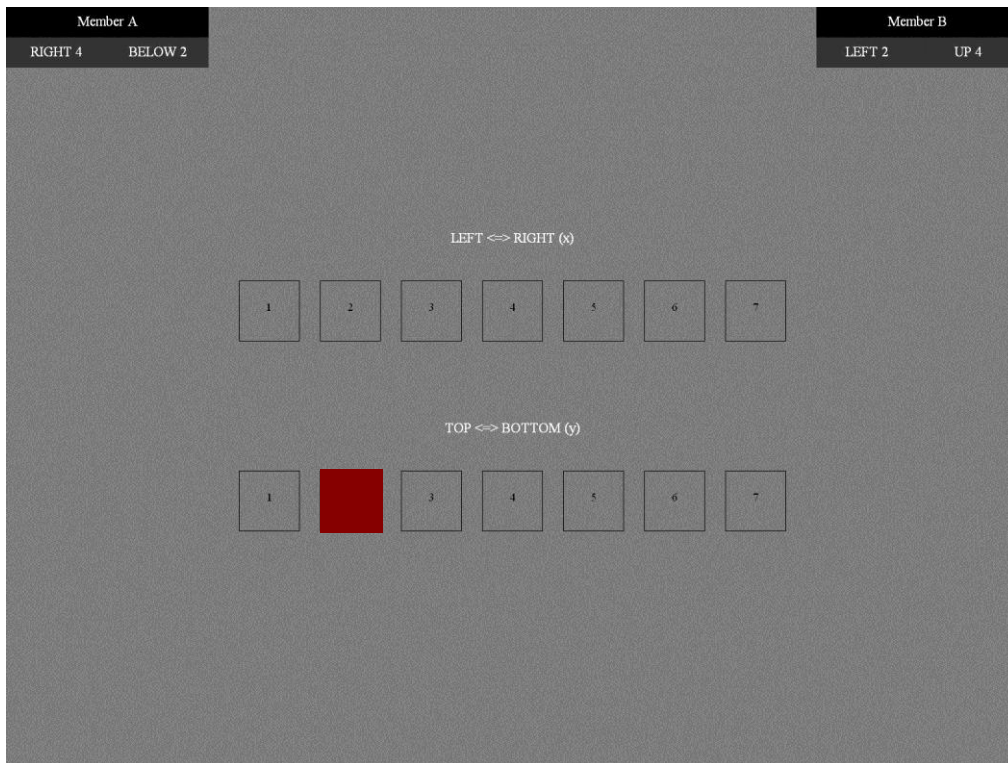 Member A
RIGHT 4 BELOW 2
Member B
LEFT 2 UP 4
LEFT <=> RIGHT (x)
1 2 3 4 5 6 7
TOP <=> BOTTOM (y)
1 3 4 5 6 7